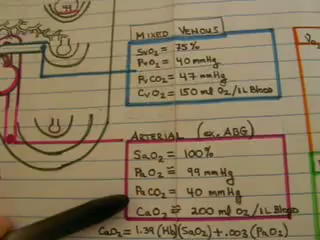 MIXED VENOUS
SvO2 = 75%
PvO2 = 40 mmHg
PvCO2 = 47 mmHg
CvO2 = 150 ml O2/1L Blood
ARTERIAL (ex. ABG)
SaO2 = 100%
PaO2 ≅ 99 mmHg
PaCO2 = 40 mmHg
CaO2 ≅ 200 ml O2/1L Blood
CaO2 = 1.39 (Hb)(SaO2) + .003 (PaO2)